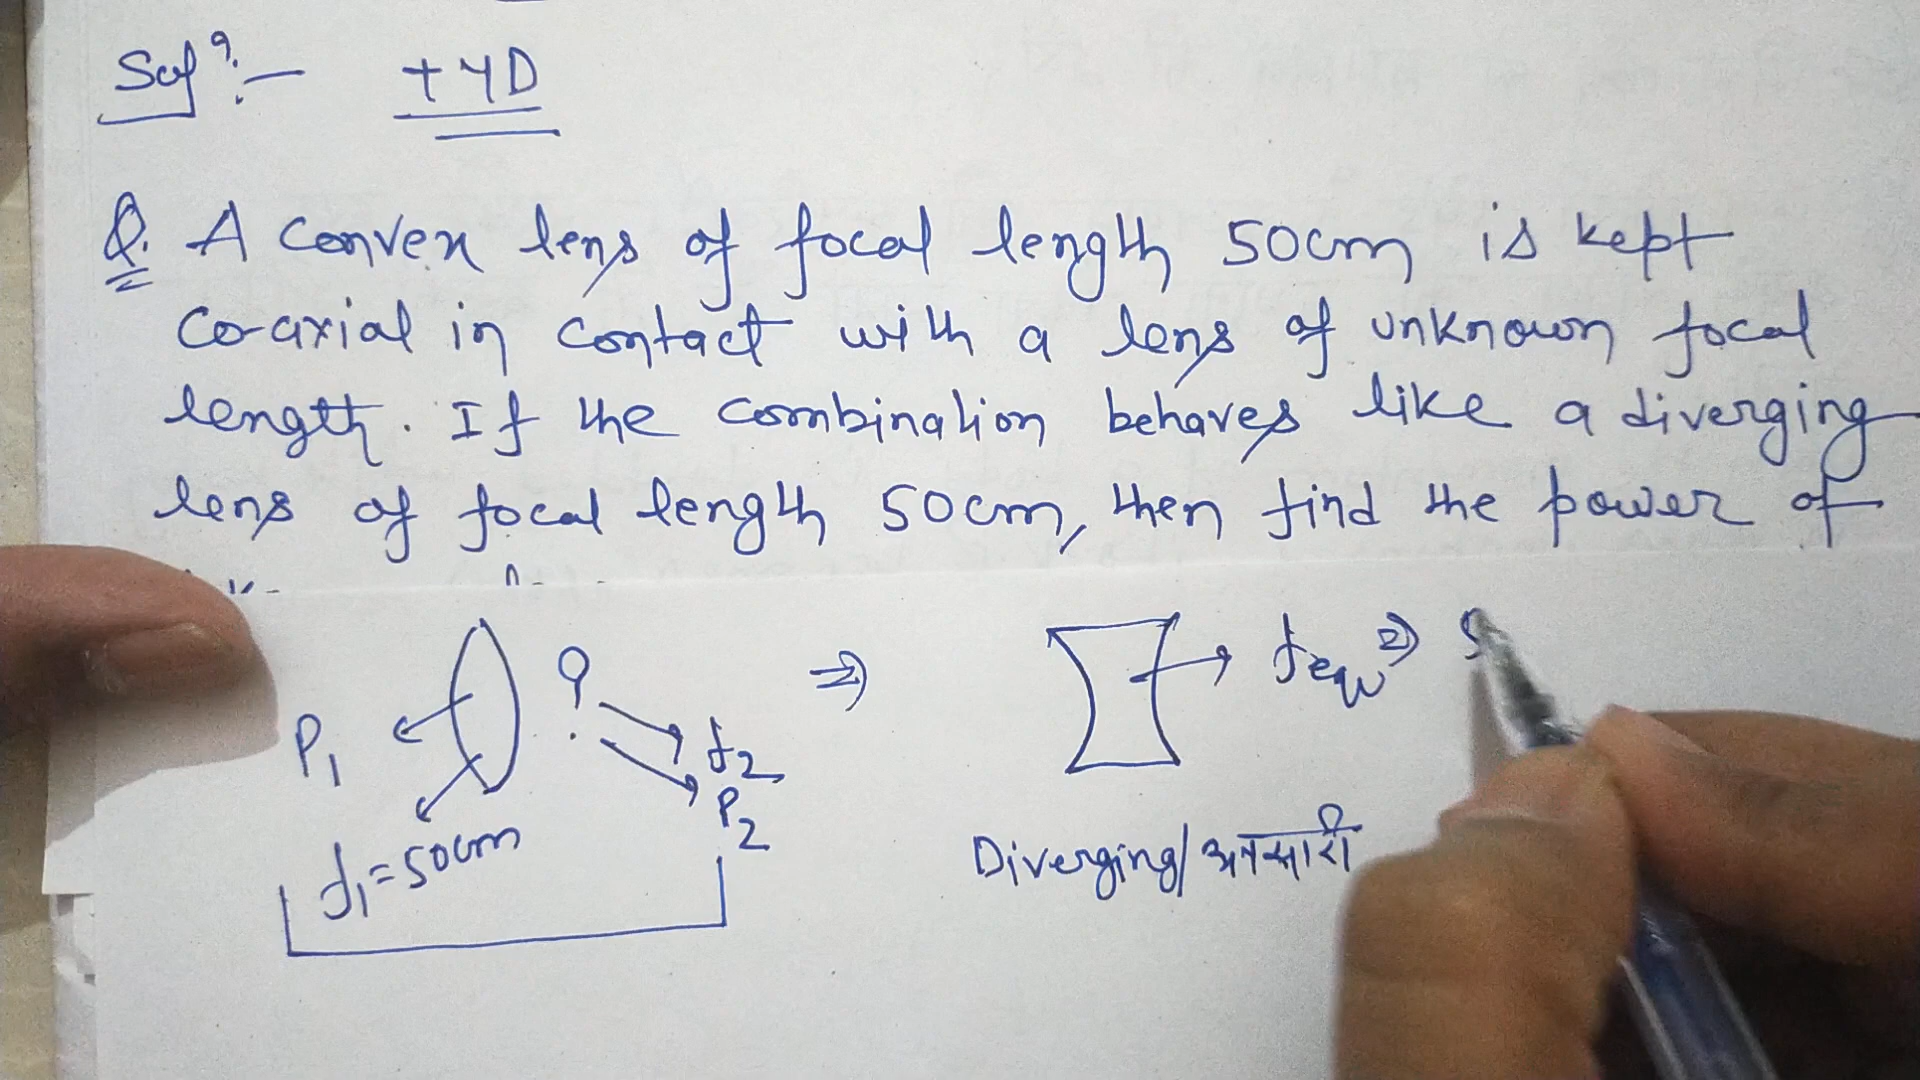 Solⁿ:— +4D
Q. A convex lens of focal length 50cm is kept
co-axial in contact with a lens of unknown focal
length. If the combination behaves like a diverging
lens of focal length 50cm, then find the power of
P₁ ? ⇒ feq ⇒ 5
f₂
P₂
f₁=50cm
Diverging/